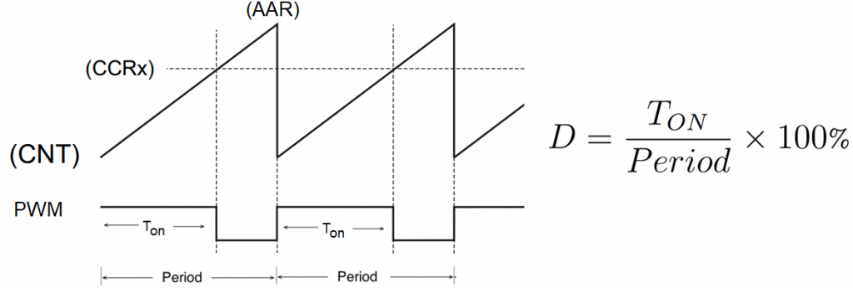 (AAR)
(CCRx)
(CNT)
PWM
Ton Ton
Period Period
D = TON / Period × 100%